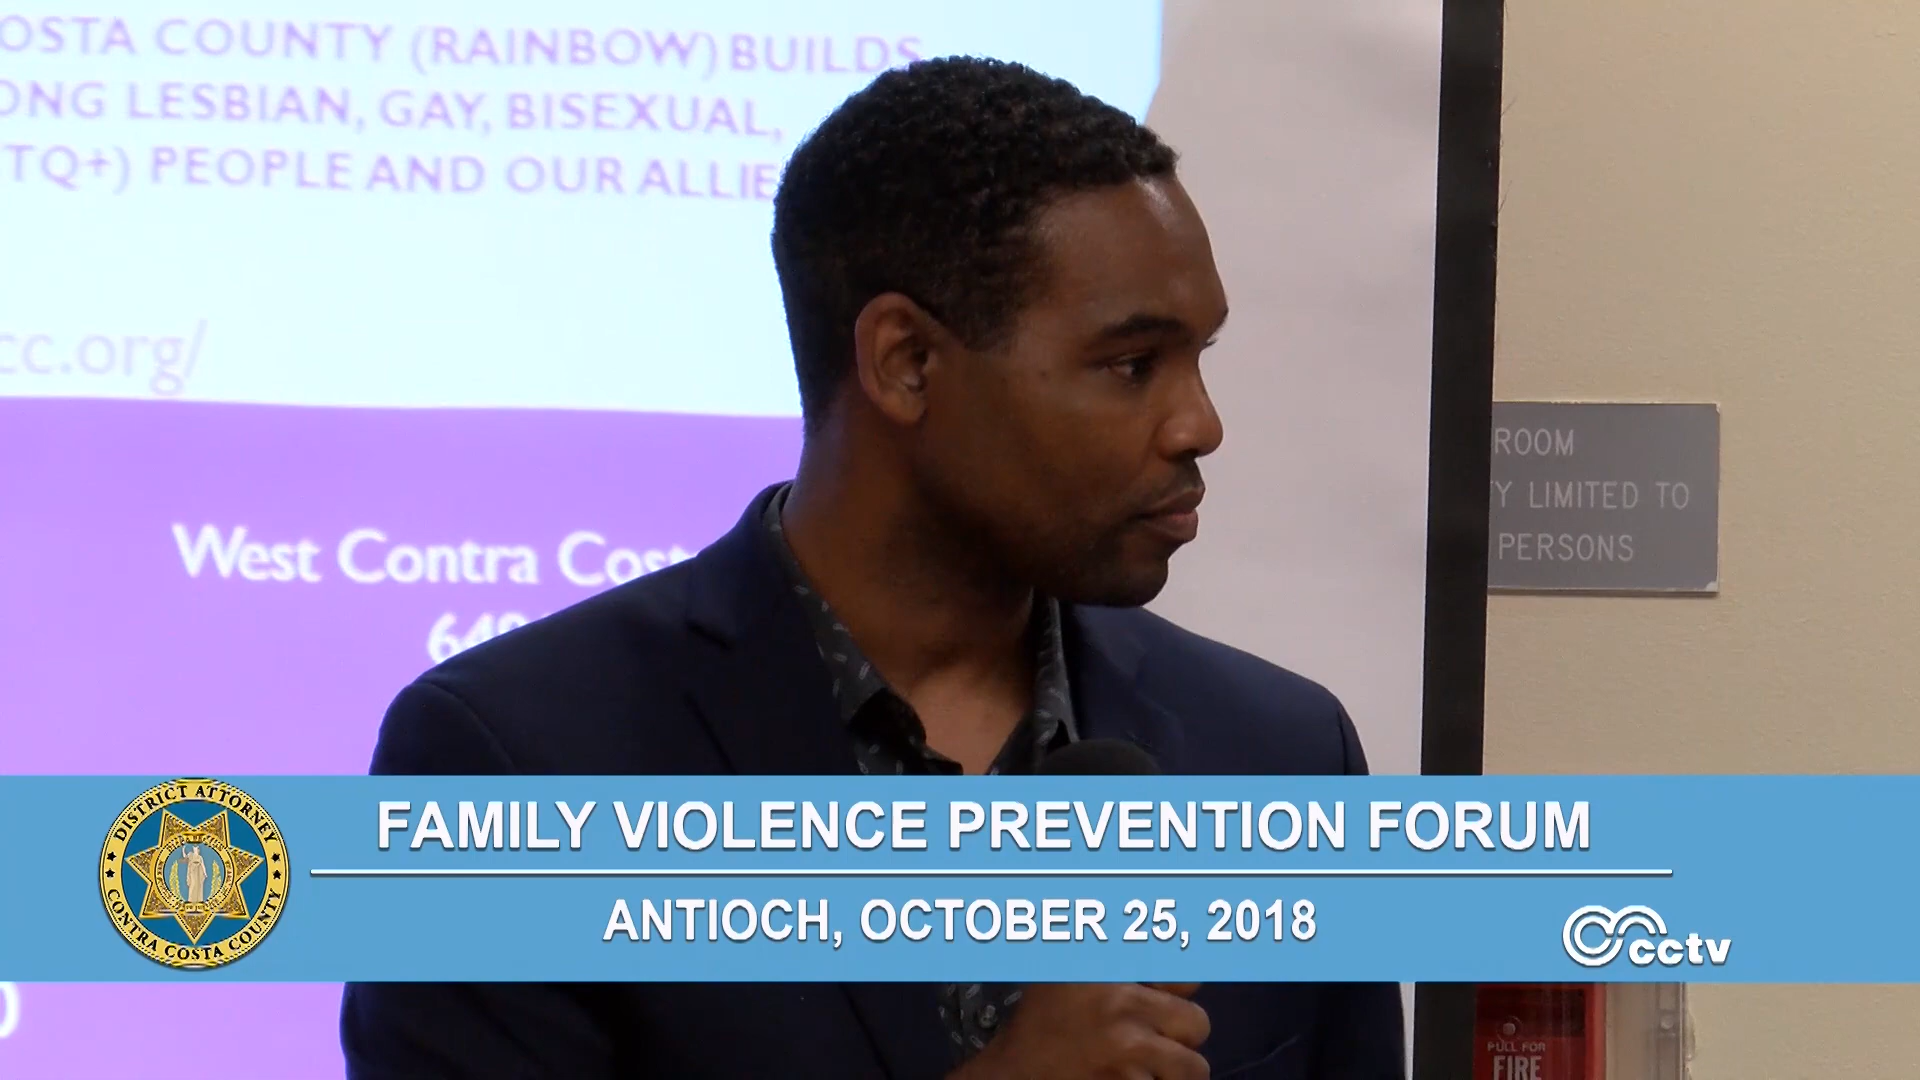 OSTA COUNTY (RAINBOW) BUILDS
ONG LESBIAN, GAY, BISEXUAL,
TQ+) PEOPLE AND OUR ALLIE
cc.org/
West Contra Cost
ROOM
Y LIMITED TO
PERSONS
DISTRICT ATTORNEY
CONTRA COSTA COUNTY
FAMILY VIOLENCE PREVENTION FORUM
ANTIOCH, OCTOBER 25, 2018
cctv
0
PULL FOR
FIRE